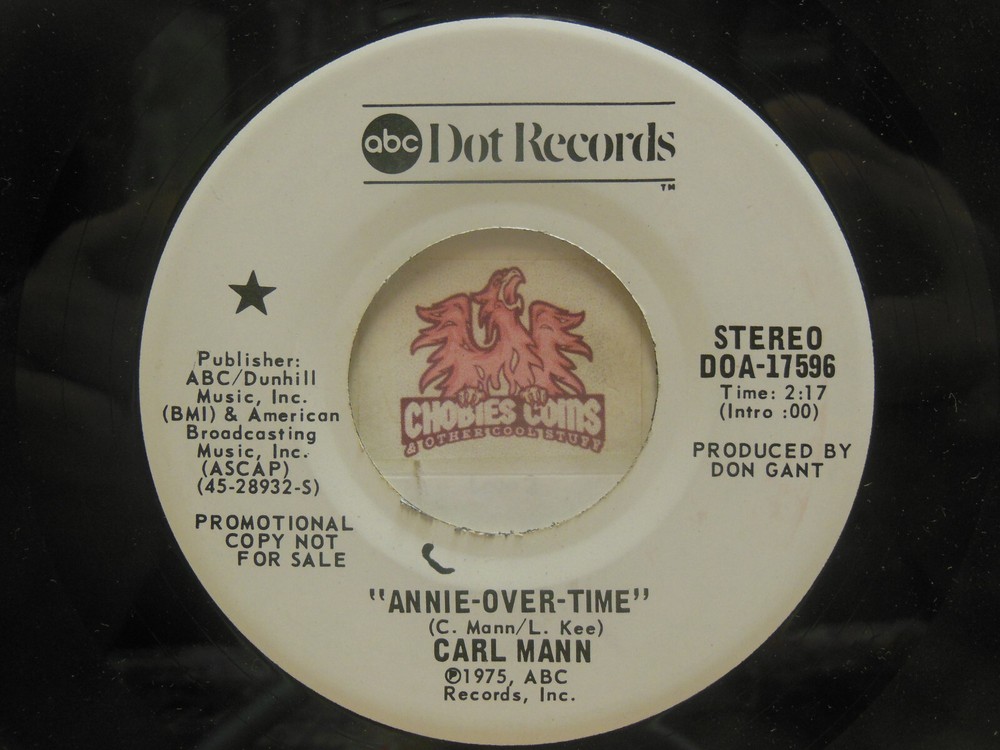 abc Dot Records
TM
Publisher:
ABC/Dunhill
Music, Inc.
(BMI) & American
Broadcasting
Music, Inc.
(ASCAP)
(45-28932-S)
PROMOTIONAL
COPY NOT
FOR SALE
CHOBIES COINS
& OTHER COOL STUFF
STEREO
DOA-17596
Time: 2:17
(Intro :00)
PRODUCED BY
DON GANT
"ANNIE-OVER-TIME"
(C. Mann/L. Kee)
CARL MANN
℗1975, ABC
Records, Inc.